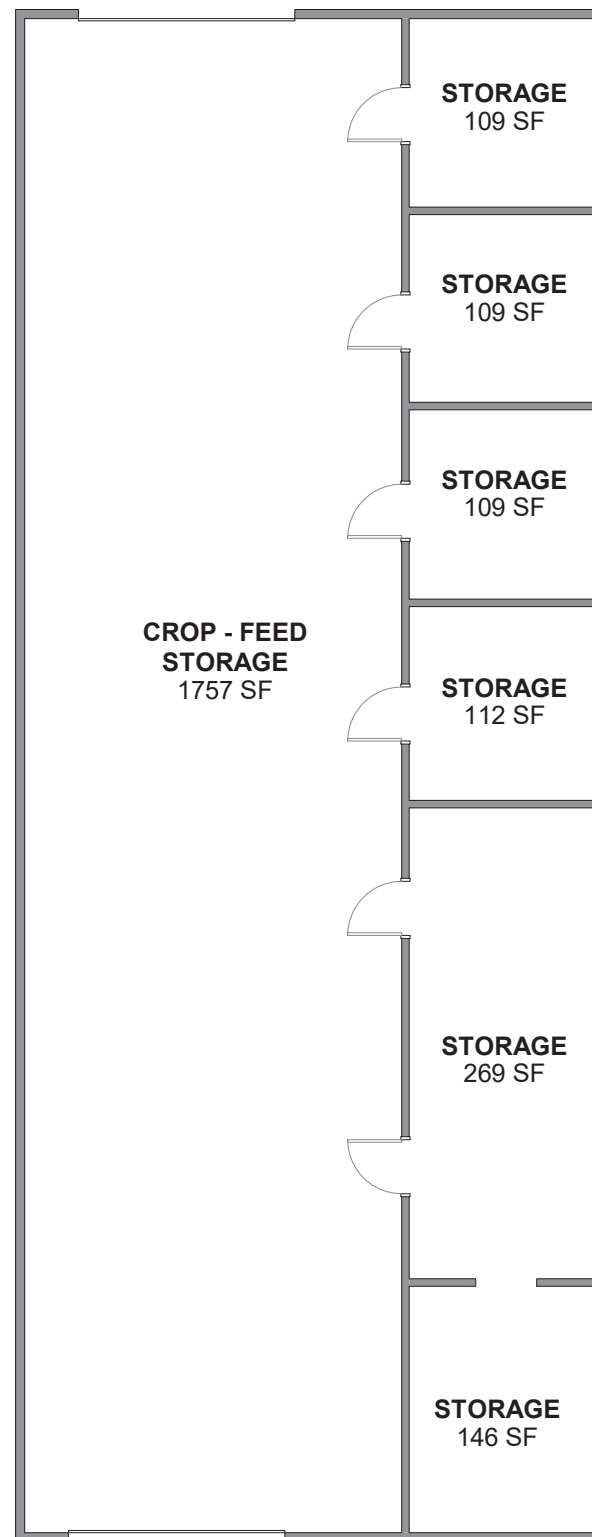 STORAGE
109 SF
STORAGE
109 SF
STORAGE
109 SF
CROP - FEED
STORAGE
1757 SF
STORAGE
112 SF
STORAGE
269 SF
STORAGE
146 SF